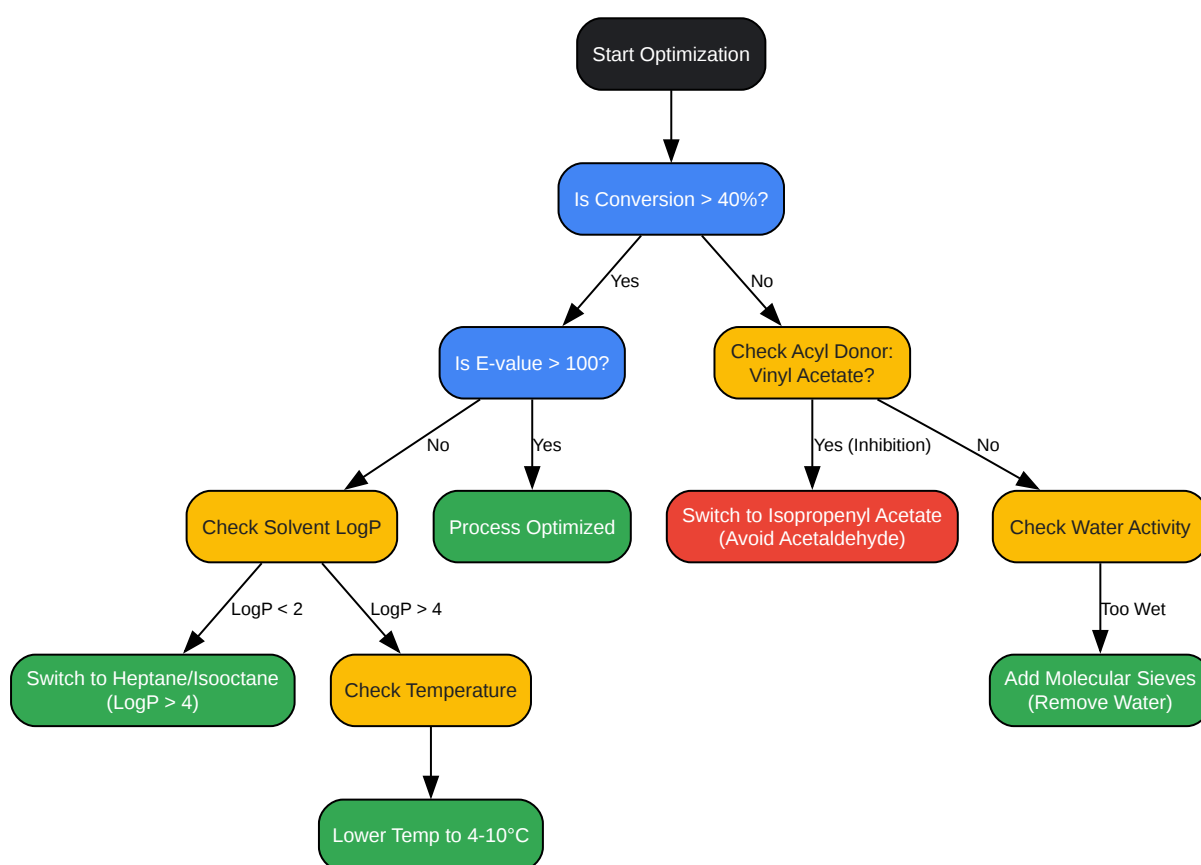 Start Optimization
Is Conversion > 40%?
Yes
No
Is E-value > 100?
Check Acyl Donor:
Vinyl Acetate?
No
Yes
Yes (Inhibition)
No
Check Solvent LogP
Process Optimized
Switch to Isopropenyl Acetate
(Avoid Acetaldehyde)
Check Water Activity
LogP < 2
LogP > 4
Too Wet
Switch to Heptane/Isooctane
(LogP > 4)
Check Temperature
Add Molecular Sieves
(Remove Water)
Lower Temp to 4-10°C